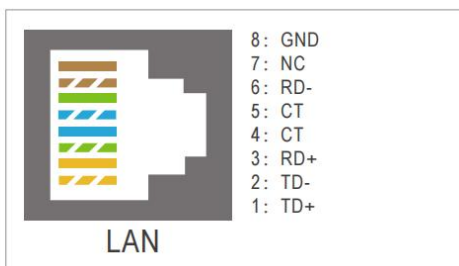 8: GND
7: NC
6: RD-
5: CT
4: CT
3: RD+
2: TD-
1: TD+
LAN